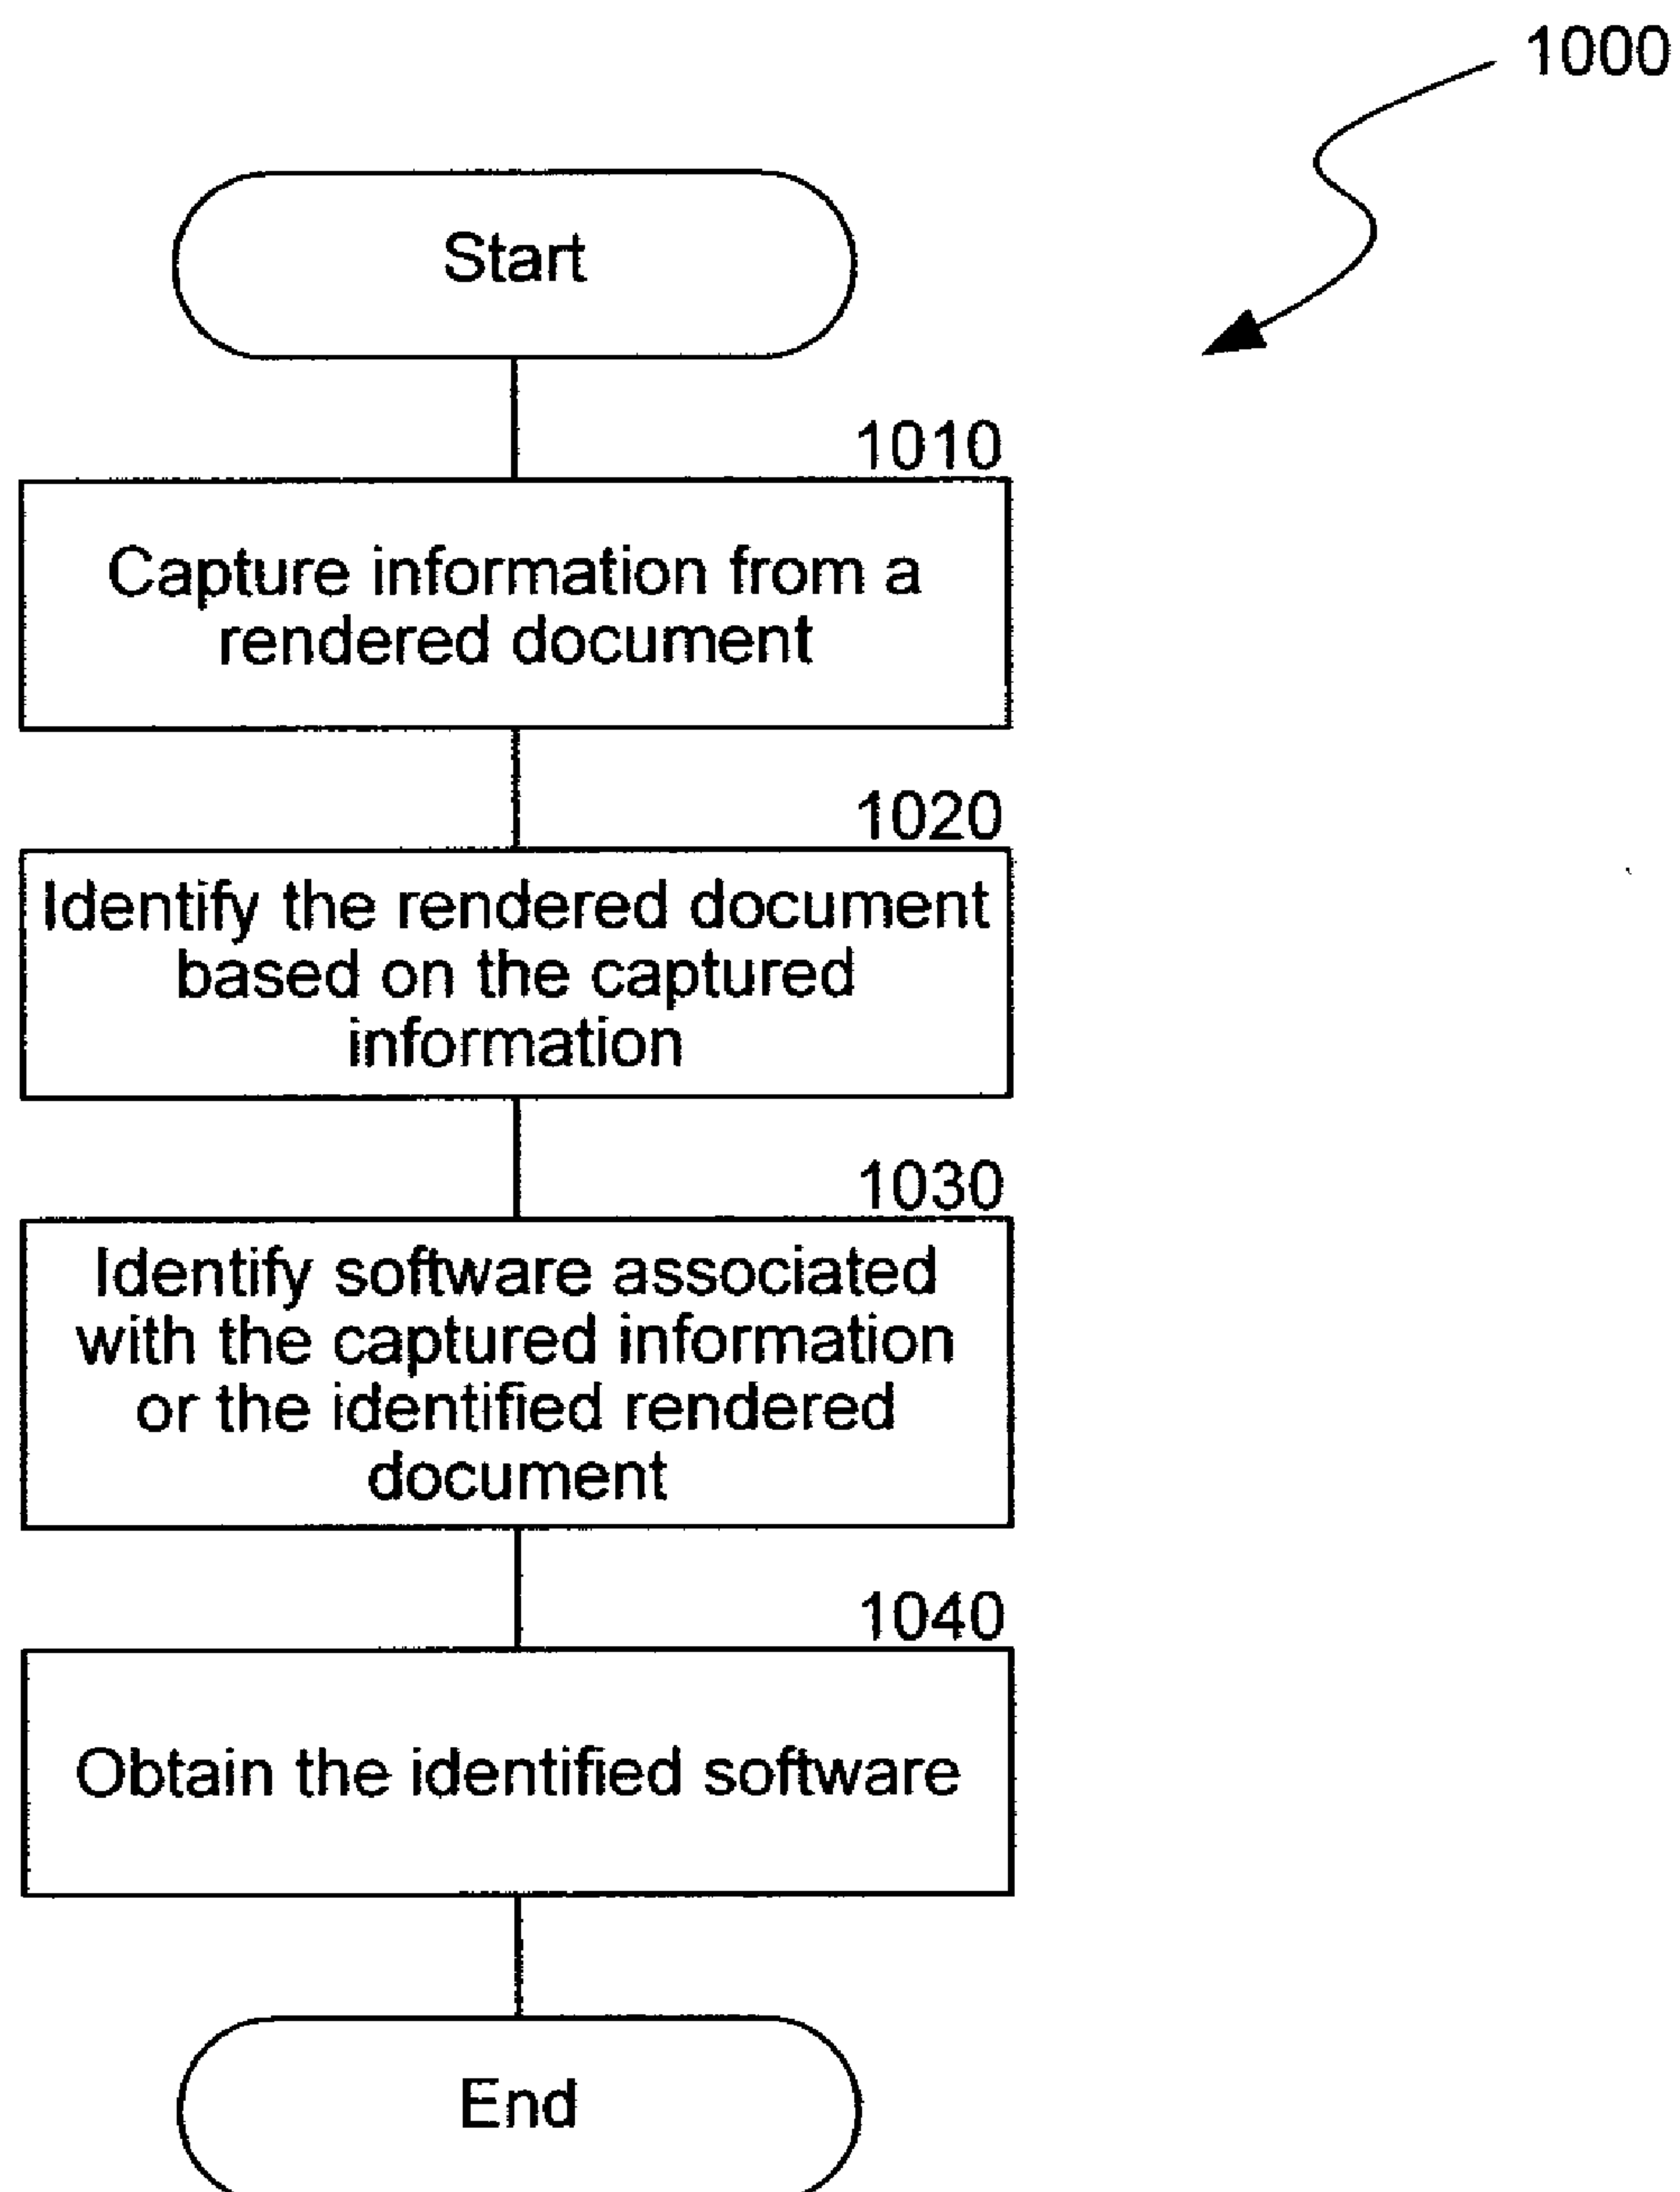 1000
Start
1010
Capture information from a
rendered document
1020
Identify the rendered document
based on the captured
information
1030
Identify software associated
with the captured information
or the identified rendered
document
1040
Obtain the identified software
End